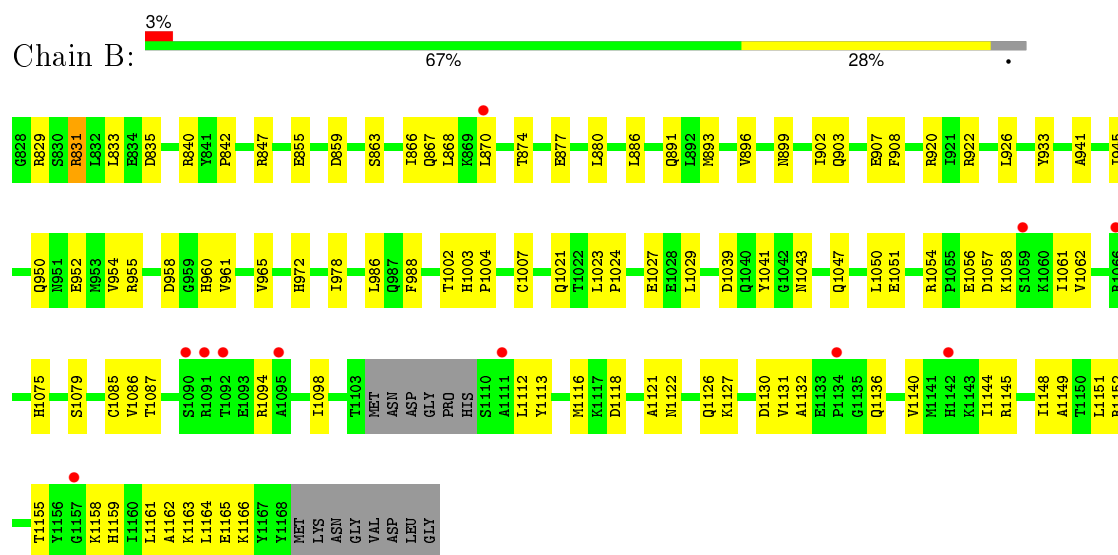 3%
Chain B:
67% 28% •
G828 R829 S830 R831 L832 L833 E834 D835 R840 Y841 P842 R847 E855 D859 S863 I866 Q867 L868 K869 L870 T874 E877 L880 L886 Q891 L892 M893 V896 N899 I902 Q903 E907 F908 R920 I921 R922 L926 Y933 A941
Q950 N951 E952 M953 V954 R955 D958 G959 H960 V961 V965 H972 I978 L986 Q987 F988 T1002 H1003 P1004 C1007 Q1021 T1022 L1023 P1024 E1027 E1028 L1029 D1039 Q1040 Y1041 G1042 N1043 Q1047 L1050 E1051 R1054 P1055 E1056 D1057 K1058 S1059 K1060 I1061 V1062
H1075 S1079 C1085 V1086 T1087 S1090 R1091 T1092 E1093 R1094 A1095 I1098 T1103 MET ASN ASP GLY PRO HIS S1110 A1111 L1112 Y1113 M1116 K1117 D1118 A1121 N1122 Q1126 K1127 D1130 V1131 A1132 E1133 P1134 G1135 Q1136 V1140 M1141 H1142 K1143 I1144 R1145 I1148 A1149 T1150 L1151
T1155 Y1156 G1157 K1158 H1159 I1160 L1161 A1162 K1163 L1164 E1165 K1166 Y1167 Y1168 MET LYS ASN GLY VAL ASP LEU GLY